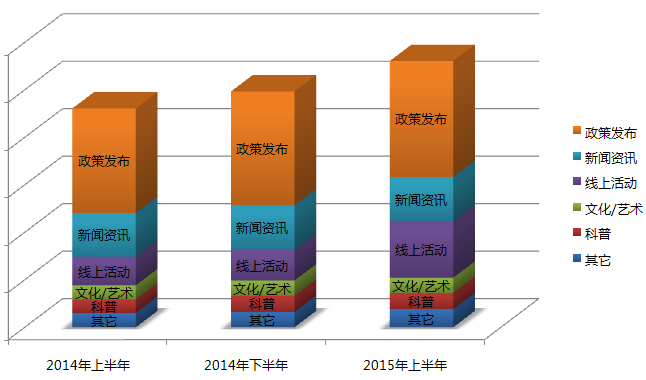 政策发布
新闻资讯
线上活动
文化/艺术
科普
其它
政策发布
新闻资讯
线上活动
文化/艺术
科普
其它
政策发布
新闻资讯
线上活动
文化/艺术
科普
其它
2014年上半年
2014年下半年
2015年上半年
政策发布
新闻资讯
线上活动
文化/艺术
科普
其它